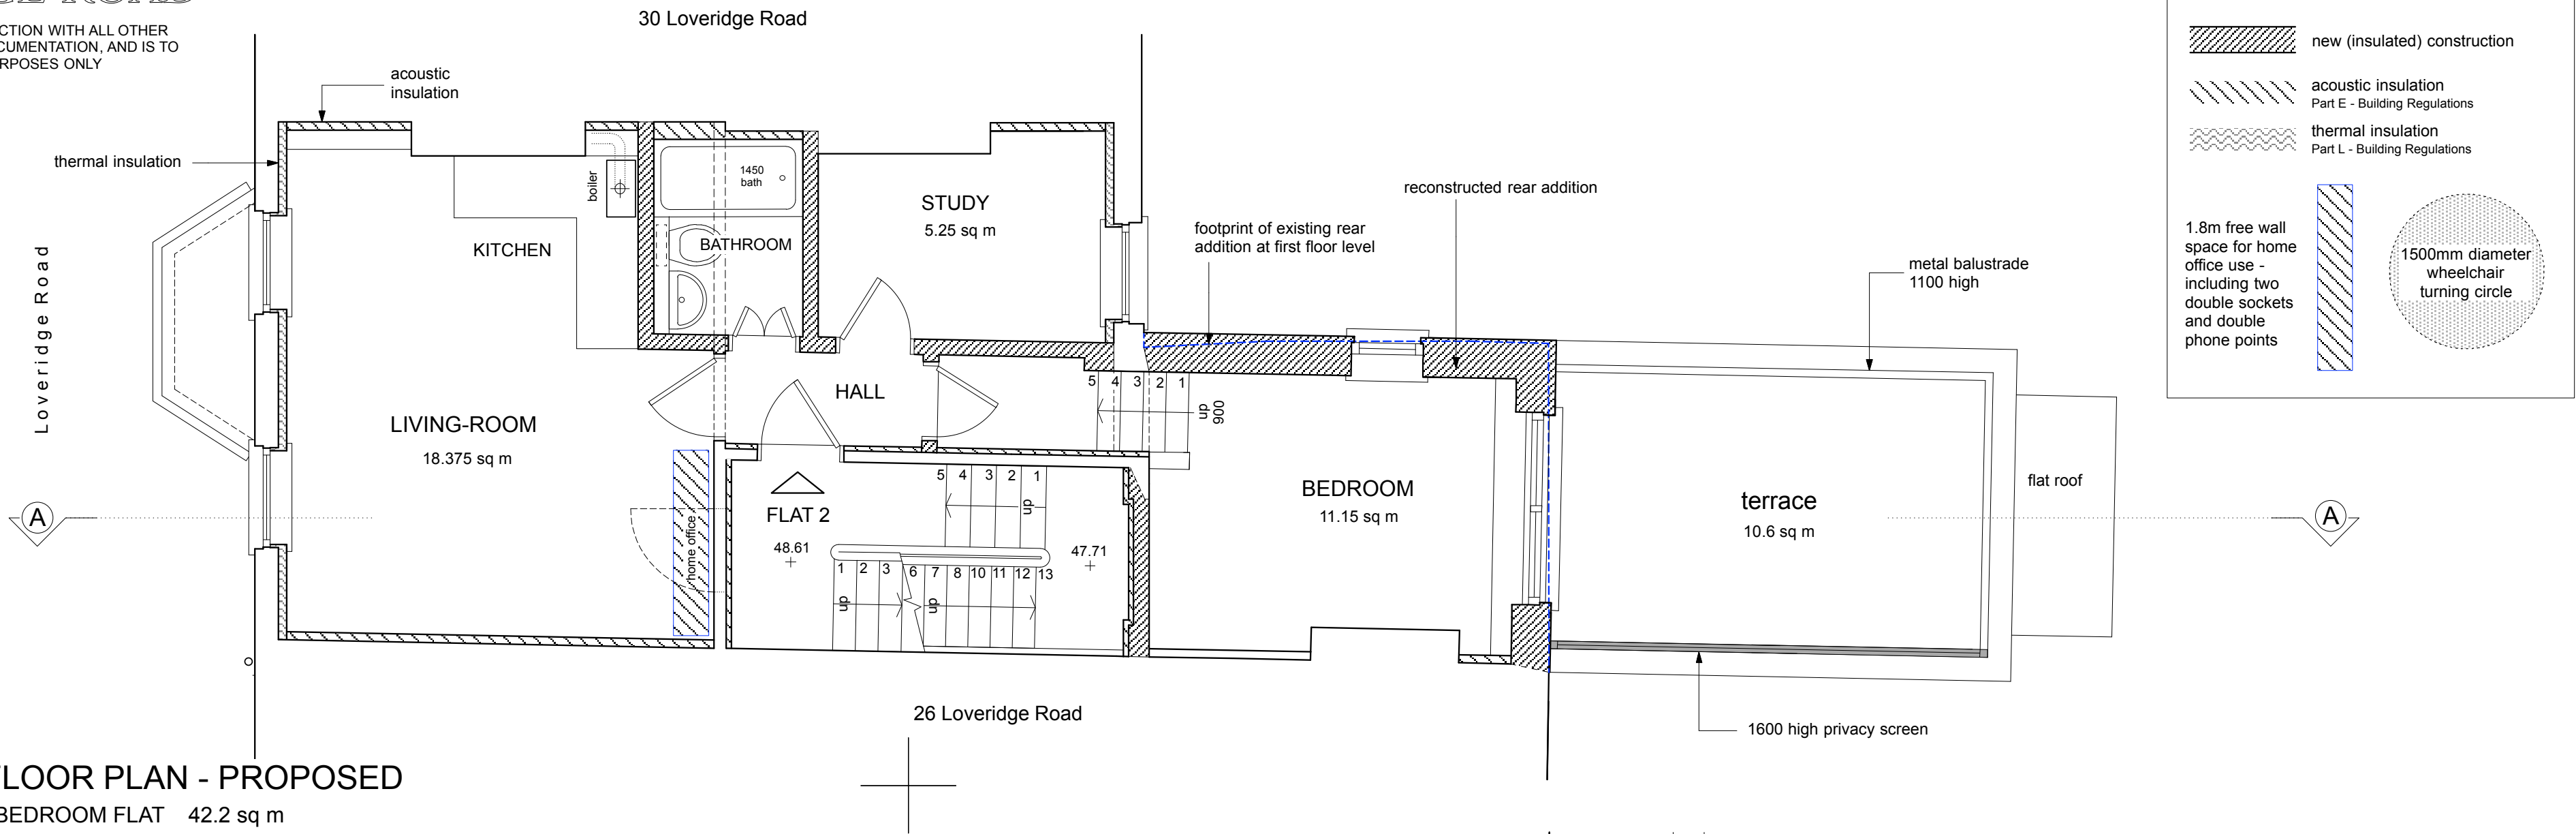 CTION WITH ALL OTHER
CUMENTATION, AND IS TO
RPOSES ONLY
30 Loveridge Road
acoustic
insulation
thermal insulation
Loveridge Road
boiler
1450
bath
KITCHEN
BATHROOM
STUDY
5.25 sq m
footprint of existing rear
addition at first floor level
reconstructed rear addition
metal balustrade
1100 high
LIVING-ROOM
18.375 sq m
HALL
5 4 3 2 1
up
900
home office
FLAT 2
48.61
5 4 3 2 1
up
47.71
1 2 3 6 7 8 10 11 12 13
up
dn
BEDROOM
11.15 sq m
terrace
10.6 sq m
flat roof
A
A
1600 high privacy screen
26 Loveridge Road
LOOR PLAN - PROPOSED
BEDROOM FLAT 42.2 sq m
new (insulated) construction
acoustic insulation
Part E - Building Regulations
thermal insulation
Part L - Building Regulations
1.8m free wall
space for home
office use -
including two
double sockets
and double
phone points
1500mm diameter
wheelchair
turning circle